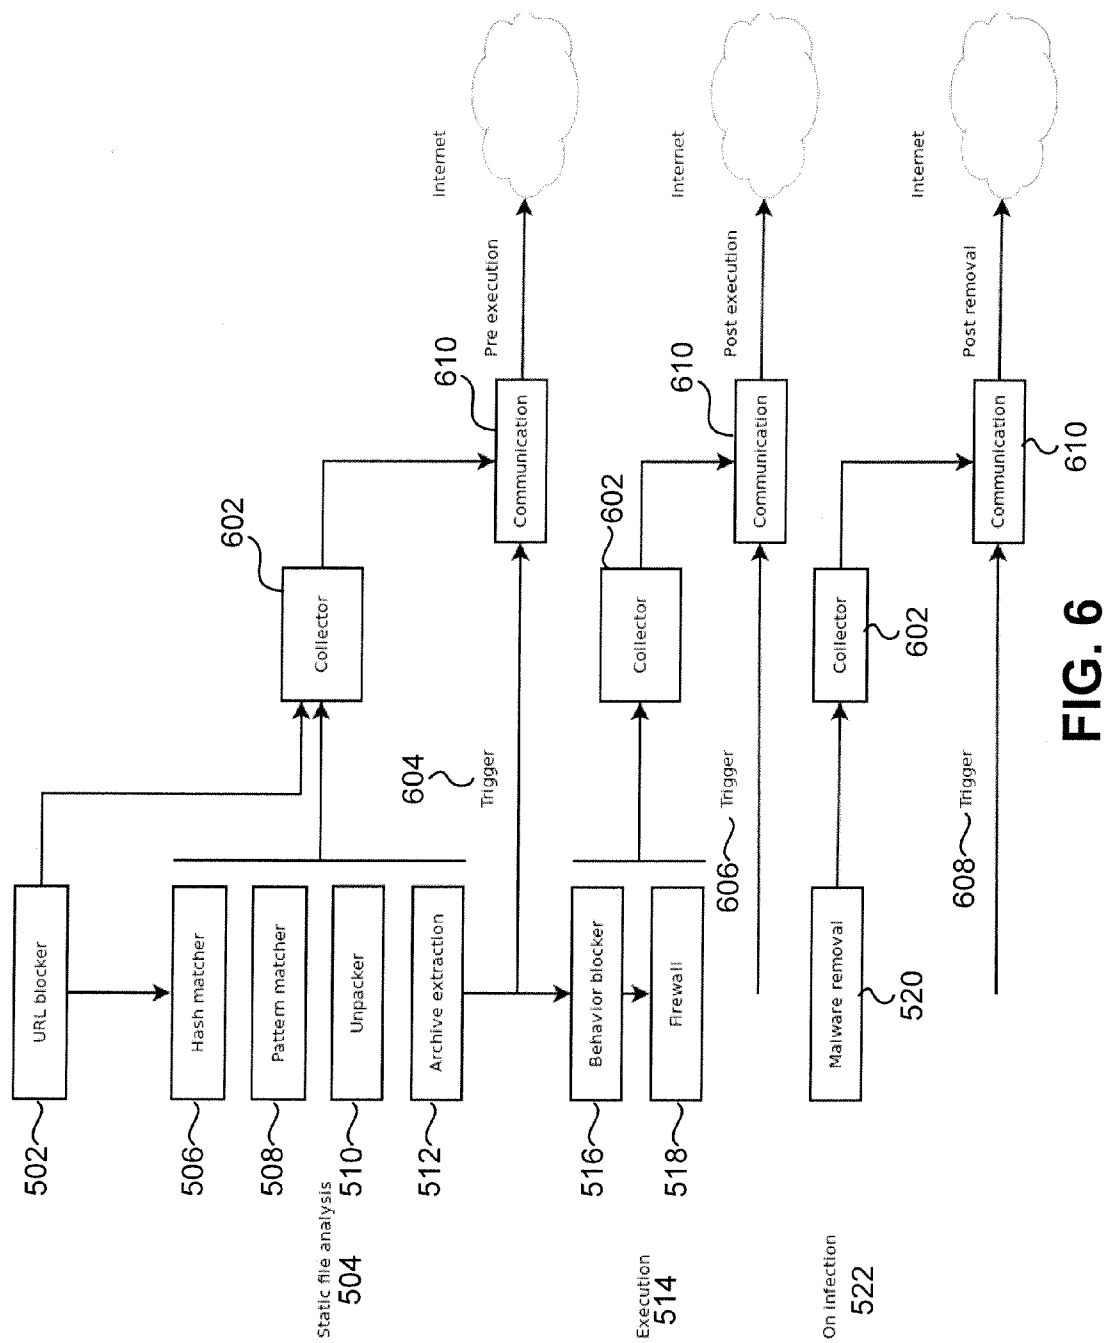 502
URL blocker
506
Hash matcher
508
Pattern matcher
510
Unpacker
512
Archive extraction
Static file analysis
504
602
Collector
604
Trigger
610
Communication
Pre execution
Internet
516
Behavior blocker
518
Firewall
Execution
514
602
Collector
606
Trigger
610
Communication
Post execution
Internet
Malware removal
520
On infection
522
Collector
602
608
Trigger
Communication
610
Post removal
Internet
FIG. 6